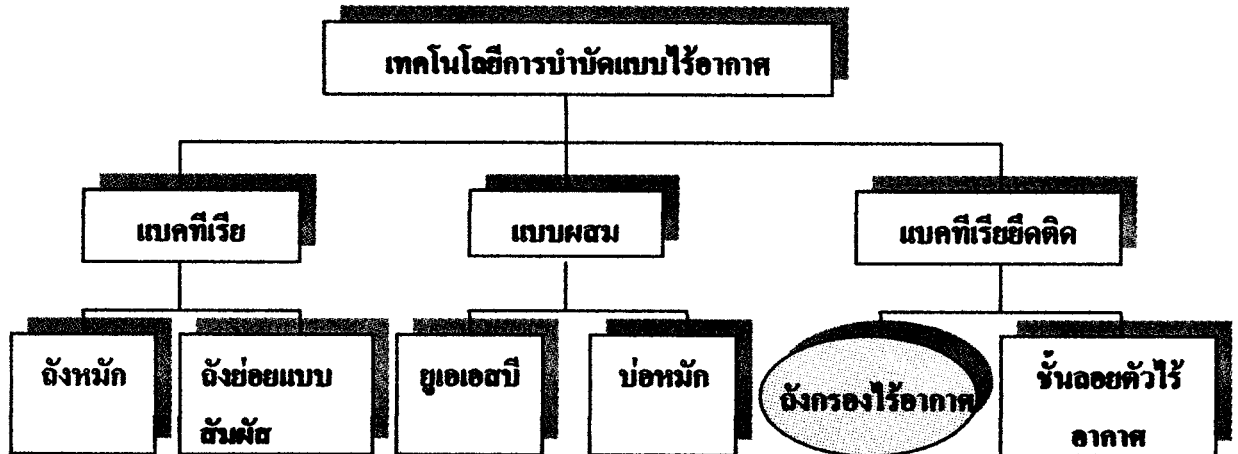 เทคโนโลยีการบำบัดแบบไร้อากาศ
แบคทีเรีย
แบบผสม
แบคทีเรียยึดติด
ถังหมัก
ถังย่อยแบบ
สัมผัส
ยูเอเอสบี
บ่อหมัก
ถังกรองไร้อากาศ
ชั้นลอยตัวไร้
อากาศ